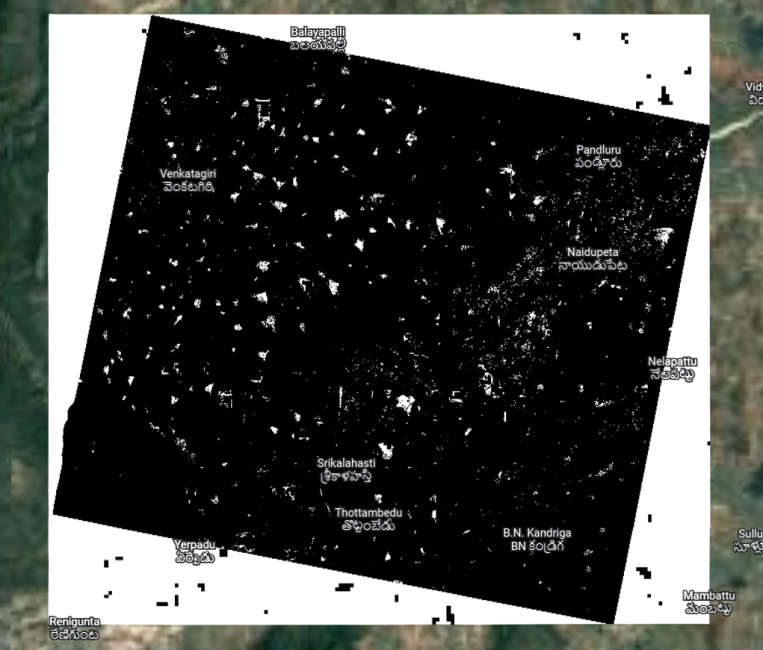 Balayapalli
బలయపల్లి
Pandluru
పండ్లూరు
Venkatagiri
వెంకటగిరి
Naidupeta
నాయుడుపేట
Nelapattu
నేలపట్టు
Srikalahasti
శ్రీకాళహస్తి
Thottambedu
తొట్టంబేడు
B.N. Kandriga
BN కండ్రిగ
Yerpadu
ఏర్పేడు
Mambattu
మంబట్టు
Renigunta
రేణిగుంట